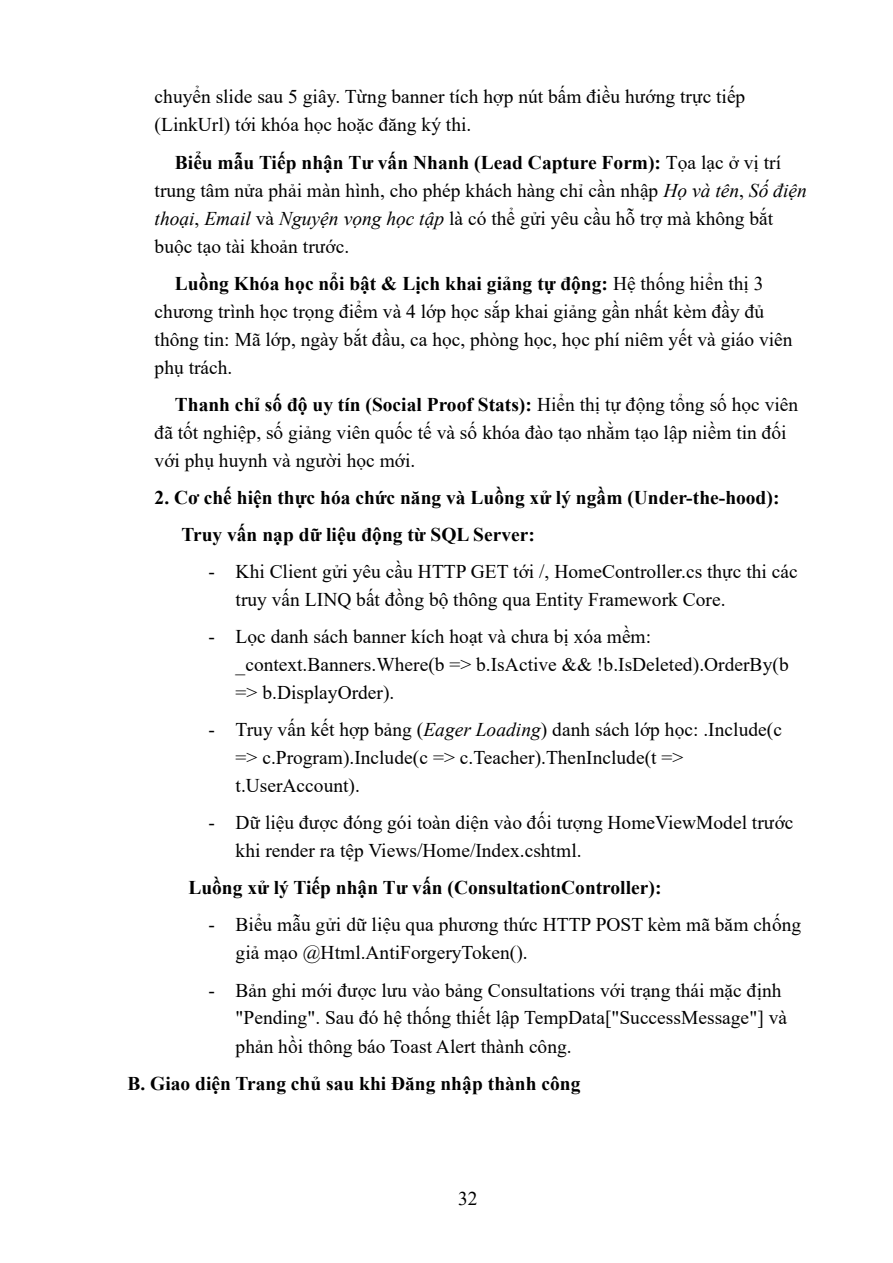 chuyển slide sau 5 giây. Từng banner tích hợp nút bấm điều hướng trực tiếp
(LinkUrl) tới khóa học hoặc đăng ký thi.
Biểu mẫu Tiếp nhận Tư vấn Nhanh (Lead Capture Form): Tọa lạc ở vị trí
trung tâm nửa phải màn hình, cho phép khách hàng chỉ cần nhập Họ và tên, Số điện
thoại, Email và Nguyện vọng học tập là có thể gửi yêu cầu hỗ trợ mà không bắt
buộc tạo tài khoản trước.
Luồng Khóa học nổi bật & Lịch khai giảng tự động: Hệ thống hiển thị 3
chương trình học trọng điểm và 4 lớp học sắp khai giảng gần nhất kèm đầy đủ
thông tin: Mã lớp, ngày bắt đầu, ca học, phòng học, học phí niêm yết và giáo viên
phụ trách.
Thanh chỉ số độ uy tín (Social Proof Stats): Hiển thị tự động tổng số học viên
đã tốt nghiệp, số giảng viên quốc tế và số khóa đào tạo nhằm tạo lập niềm tin đối
với phụ huynh và người học mới.
2. Cơ chế hiện thực hóa chức năng và Luồng xử lý ngầm (Under-the-hood):
Truy vấn nạp dữ liệu động từ SQL Server:
- Khi Client gửi yêu cầu HTTP GET tới /, HomeController.cs thực thi các
truy vấn LINQ bất đồng bộ thông qua Entity Framework Core.
- Lọc danh sách banner kích hoạt và chưa bị xóa mềm:
_context.Banners.Where(b => b.IsActive && !b.IsDeleted).OrderBy(b
=> b.DisplayOrder).
- Truy vấn kết hợp bảng (Eager Loading) danh sách lớp học: .Include(c
=> c.Program).Include(c => c.Teacher).ThenInclude(t =>
t.UserAccount).
- Dữ liệu được đóng gói toàn diện vào đối tượng HomeViewModel trước
khi render ra tệp Views/Home/Index.cshtml.
Luồng xử lý Tiếp nhận Tư vấn (ConsultationController):
- Biểu mẫu gửi dữ liệu qua phương thức HTTP POST kèm mã băm chống
giả mạo @Html.AntiForgeryToken().
- Bản ghi mới được lưu vào bảng Consultations với trạng thái mặc định
"Pending". Sau đó hệ thống thiết lập TempData["SuccessMessage"] và
phản hồi thông báo Toast Alert thành công.
B. Giao diện Trang chủ sau khi Đăng nhập thành công
32